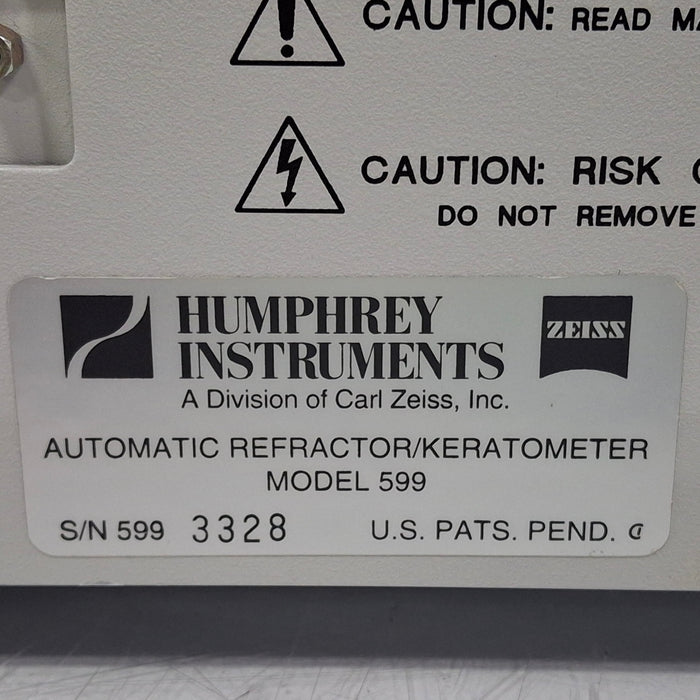 CAUTION: READ
CAUTION: RISK
DO NOT REMOVE
HUMPHREY
INSTRUMENTS
ZEISS
A Division of Carl Zeiss, Inc.
AUTOMATIC REFRACTOR/KERATOMETER
MODEL 599
S/N 599 3328 U.S. PATS. PEND.